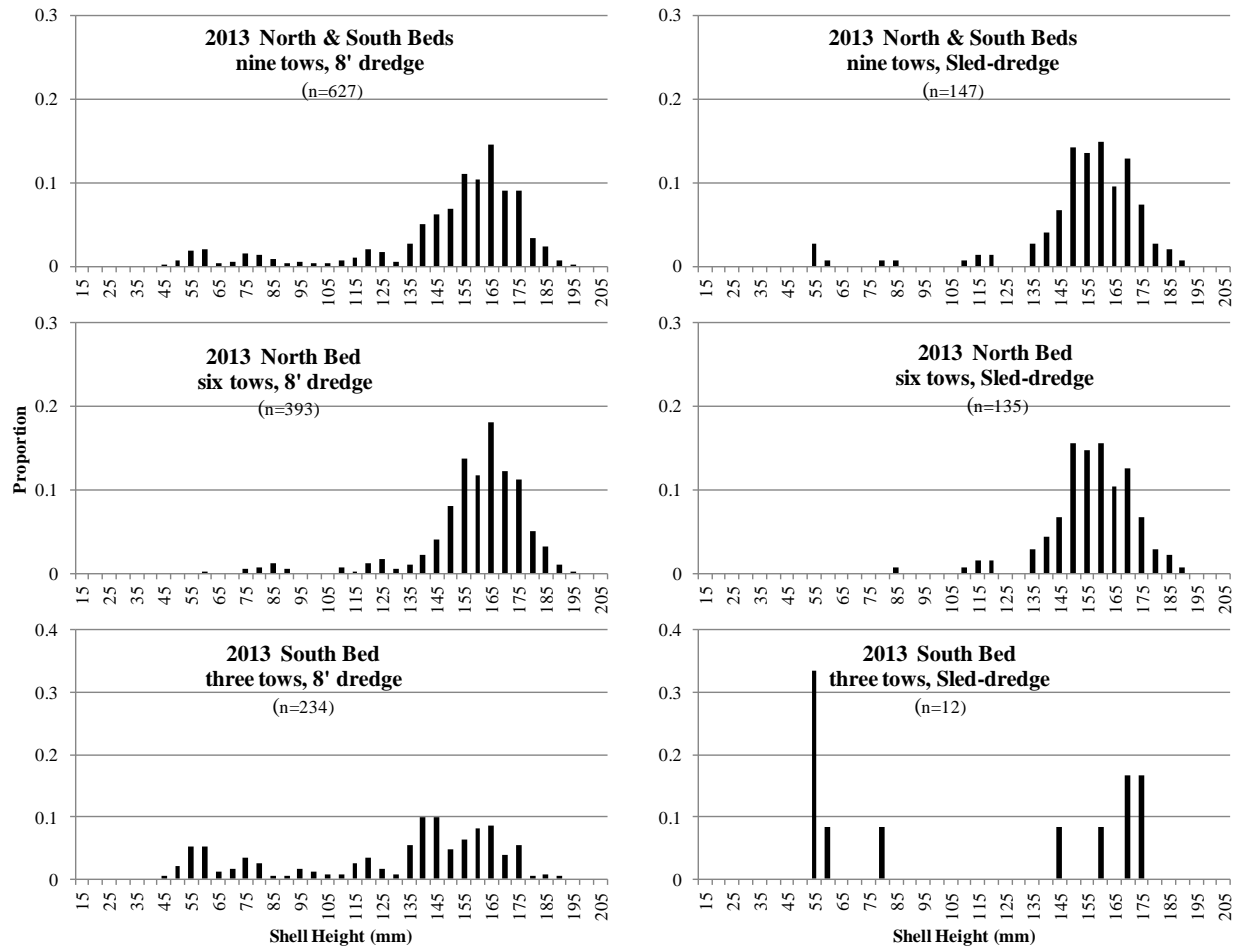 0.3
0.2
0.1
0
2013 North & South Beds
nine tows, 8' dredge
(n=627)
15 25 35 45 55 65 75 85 95 105 115 125 135 145 155 165 175 185 195 205
0.3
0.2
0.1
0
2013 North & South Beds
nine tows, Sled-dredge
(n=147)
15 25 35 45 55 65 75 85 95 105 115 125 135 145 155 165 175 185 195 205
Proportion
0.3
0.2
0.1
0
2013 North Bed
six tows, 8' dredge
(n=393)
15 25 35 45 55 65 75 85 95 105 115 125 135 145 155 165 175 185 195 205
0.3
0.2
0.1
0
2013 North Bed
six tows, Sled-dredge
(n=135)
15 25 35 45 55 65 75 85 95 105 115 125 135 145 155 165 175 185 195 205
0.4
0.3
0.2
0.1
0
2013 South Bed
three tows, 8' dredge
(n=234)
15 25 35 45 55 65 75 85 95 105 115 125 135 145 155 165 175 185 195 205
Shell Height (mm)
0.4
0.3
0.2
0.1
0
2013 South Bed
three tows, Sled-dredge
(n=12)
15 25 35 45 55 65 75 85 95 105 115 125 135 145 155 165 175 185 195 205
Shell Height (mm)